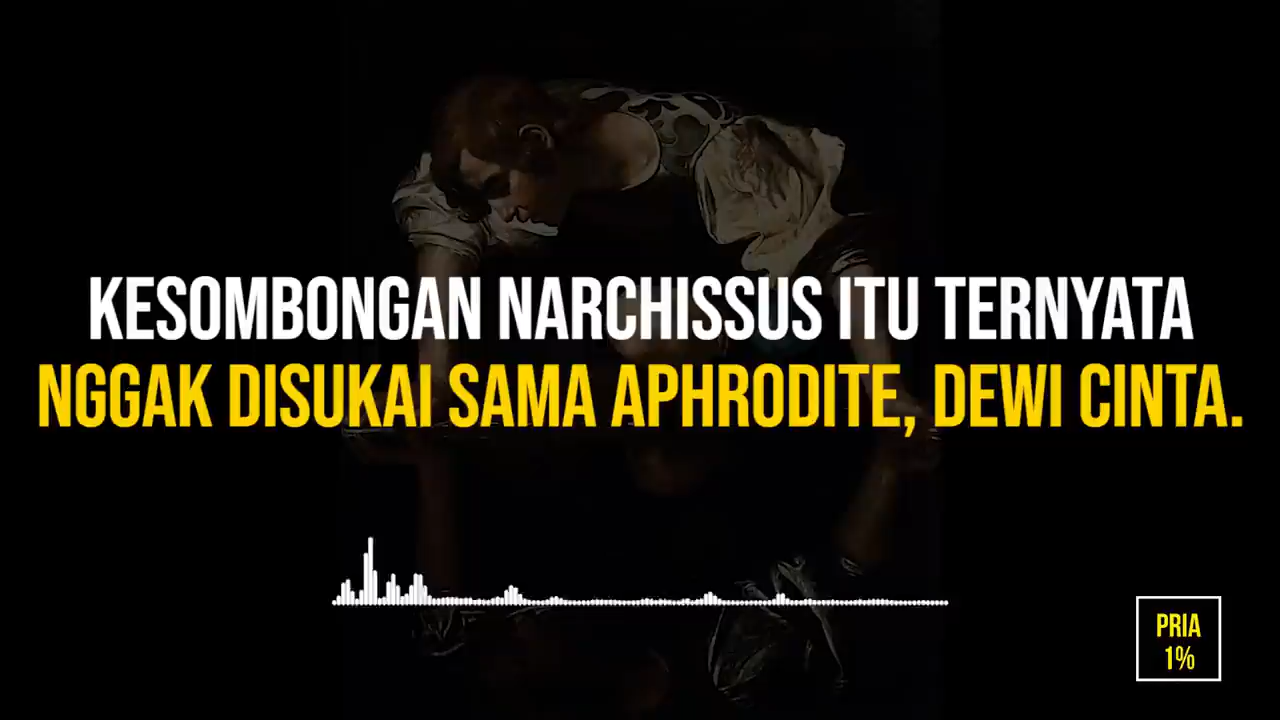 KESOMBONGAN NARCHISSUS ITU TERNYATA
NGGAK DISUKAI SAMA APHRODITE, DEWI CINTA.
PRIA
1%